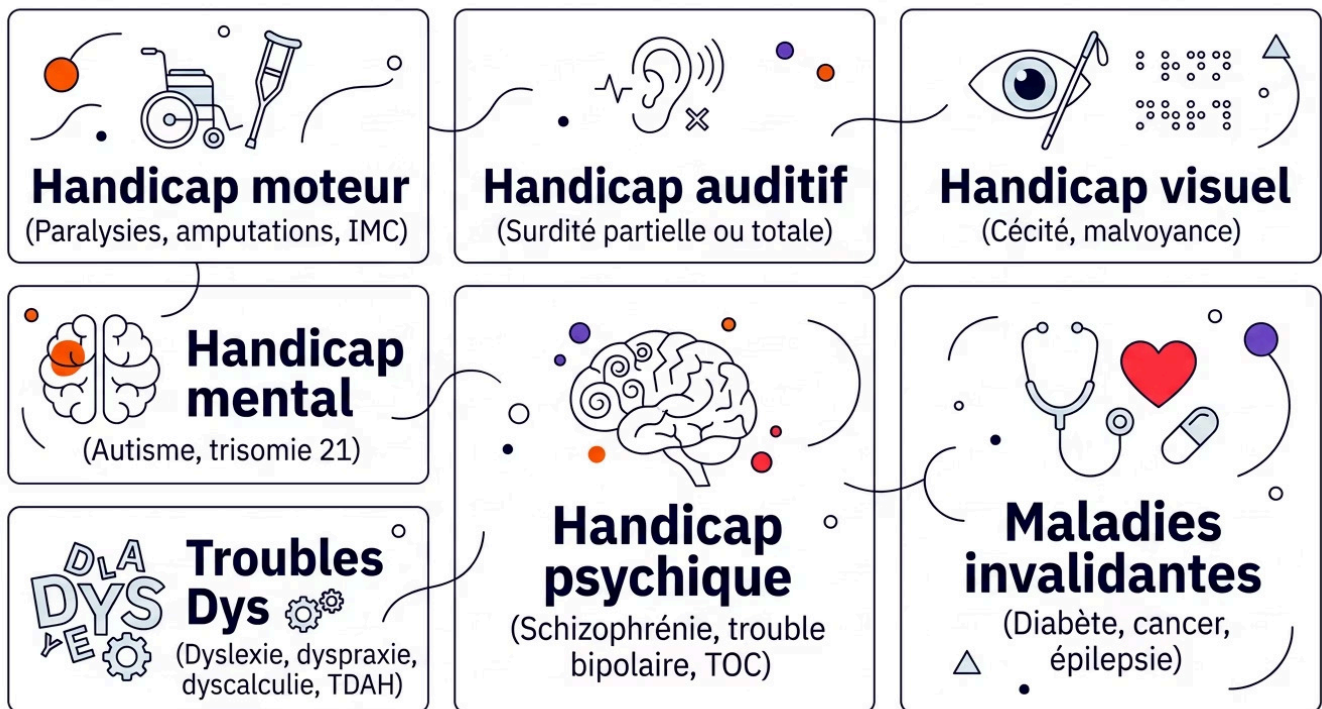 Handicap moteur
(Paralysies, amputations, IMC)
Handicap auditif
(Surdité partielle ou totale)
Handicap visuel
(Cécité, malvoyance)
Handicap
mental
(Autisme, trisomie 21)
D L A
DYS
Y E
Troubles
Dys
(Dyslexie, dyspraxie,
dyscalculie, TDAH)
Handicap
psychique
(Schizophrénie, trouble
bipolaire, TOC)
Maladies
invalidantes
(Diabète, cancer,
épilepsie)